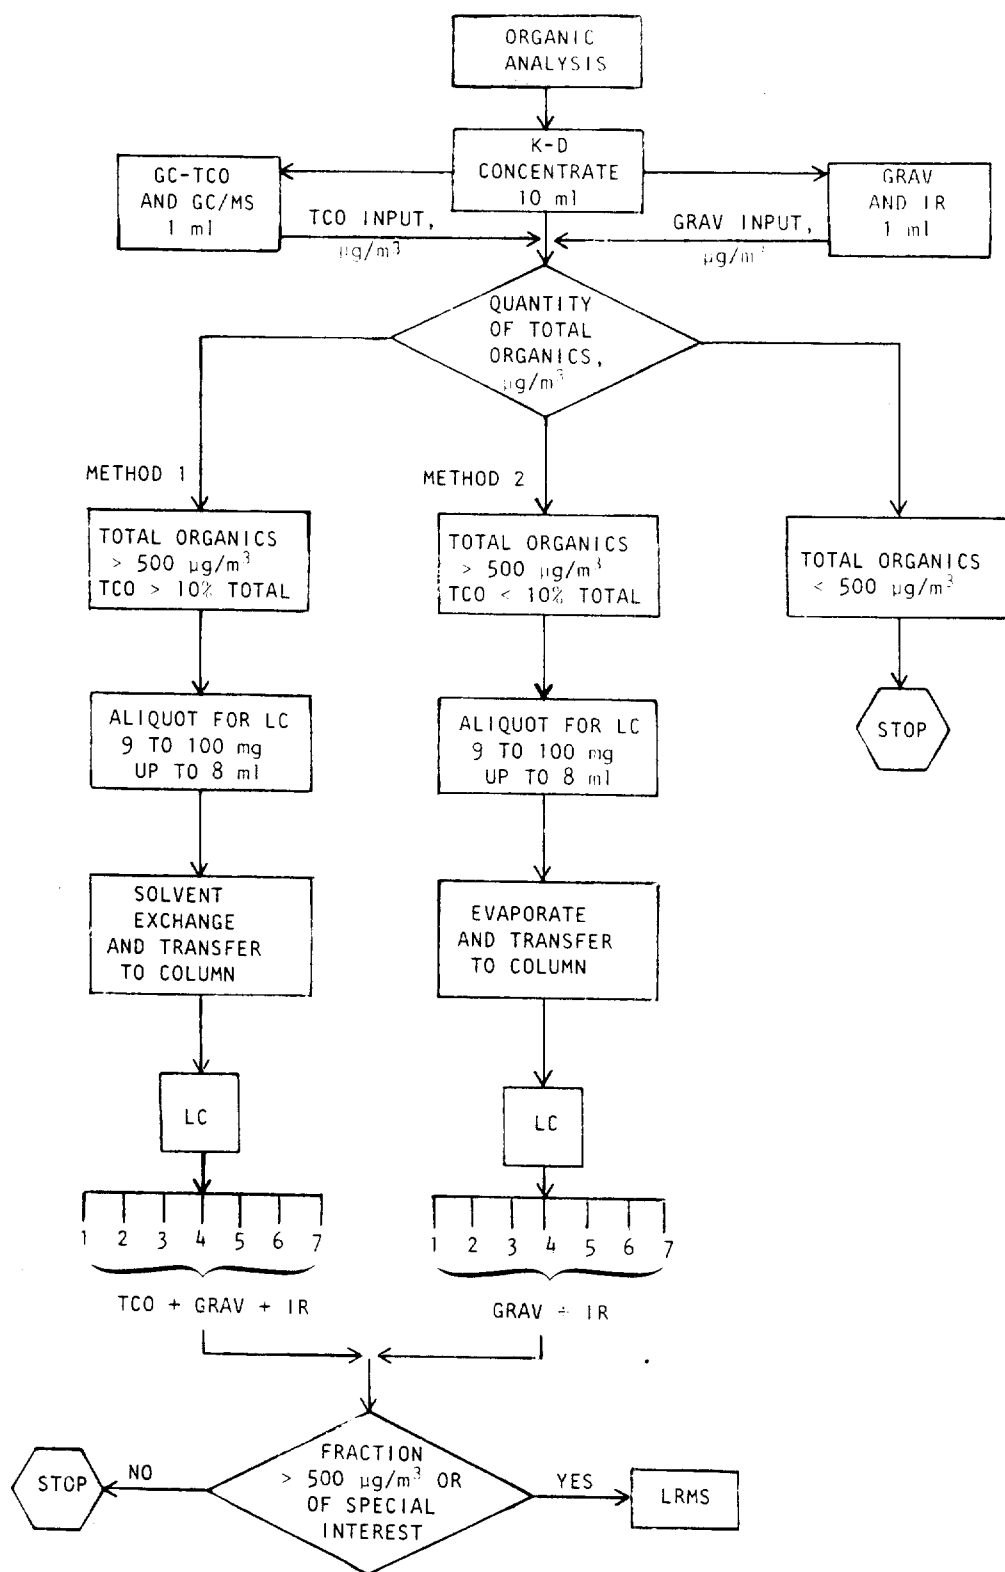 ORGANIC
ANALYSIS
K-D
CONCENTRATE
10 ml
GC-TCO
AND GC/MS
1 ml
GRAV
AND IR
1 ml
TCO INPUT,
µg/m³
GRAV INPUT,
µg/m³
QUANTITY
OF TOTAL
ORGANICS,
µg/m³
METHOD 1
METHOD 2
TOTAL ORGANICS
> 500 µg/m³
TCO > 10% TOTAL
TOTAL ORGANICS
> 500 µg/m³
TCO < 10% TOTAL
TOTAL ORGANICS
< 500 µg/m³
ALIQUOT FOR LC
9 TO 100 mg
UP TO 8 ml
ALIQUOT FOR LC
9 TO 100 mg
UP TO 8 ml
STOP
SOLVENT
EXCHANGE
AND TRANSFER
TO COLUMN
EVAPORATE
AND TRANSFER
TO COLUMN
LC
LC
1 2 3 4 5 6 7
1 2 3 4 5 6 7
TCO + GRAV + IR
GRAV + IR
FRACTION
> 500 µg/m³ OR
OF SPECIAL
INTEREST
NO
STOP
YES
LRMS